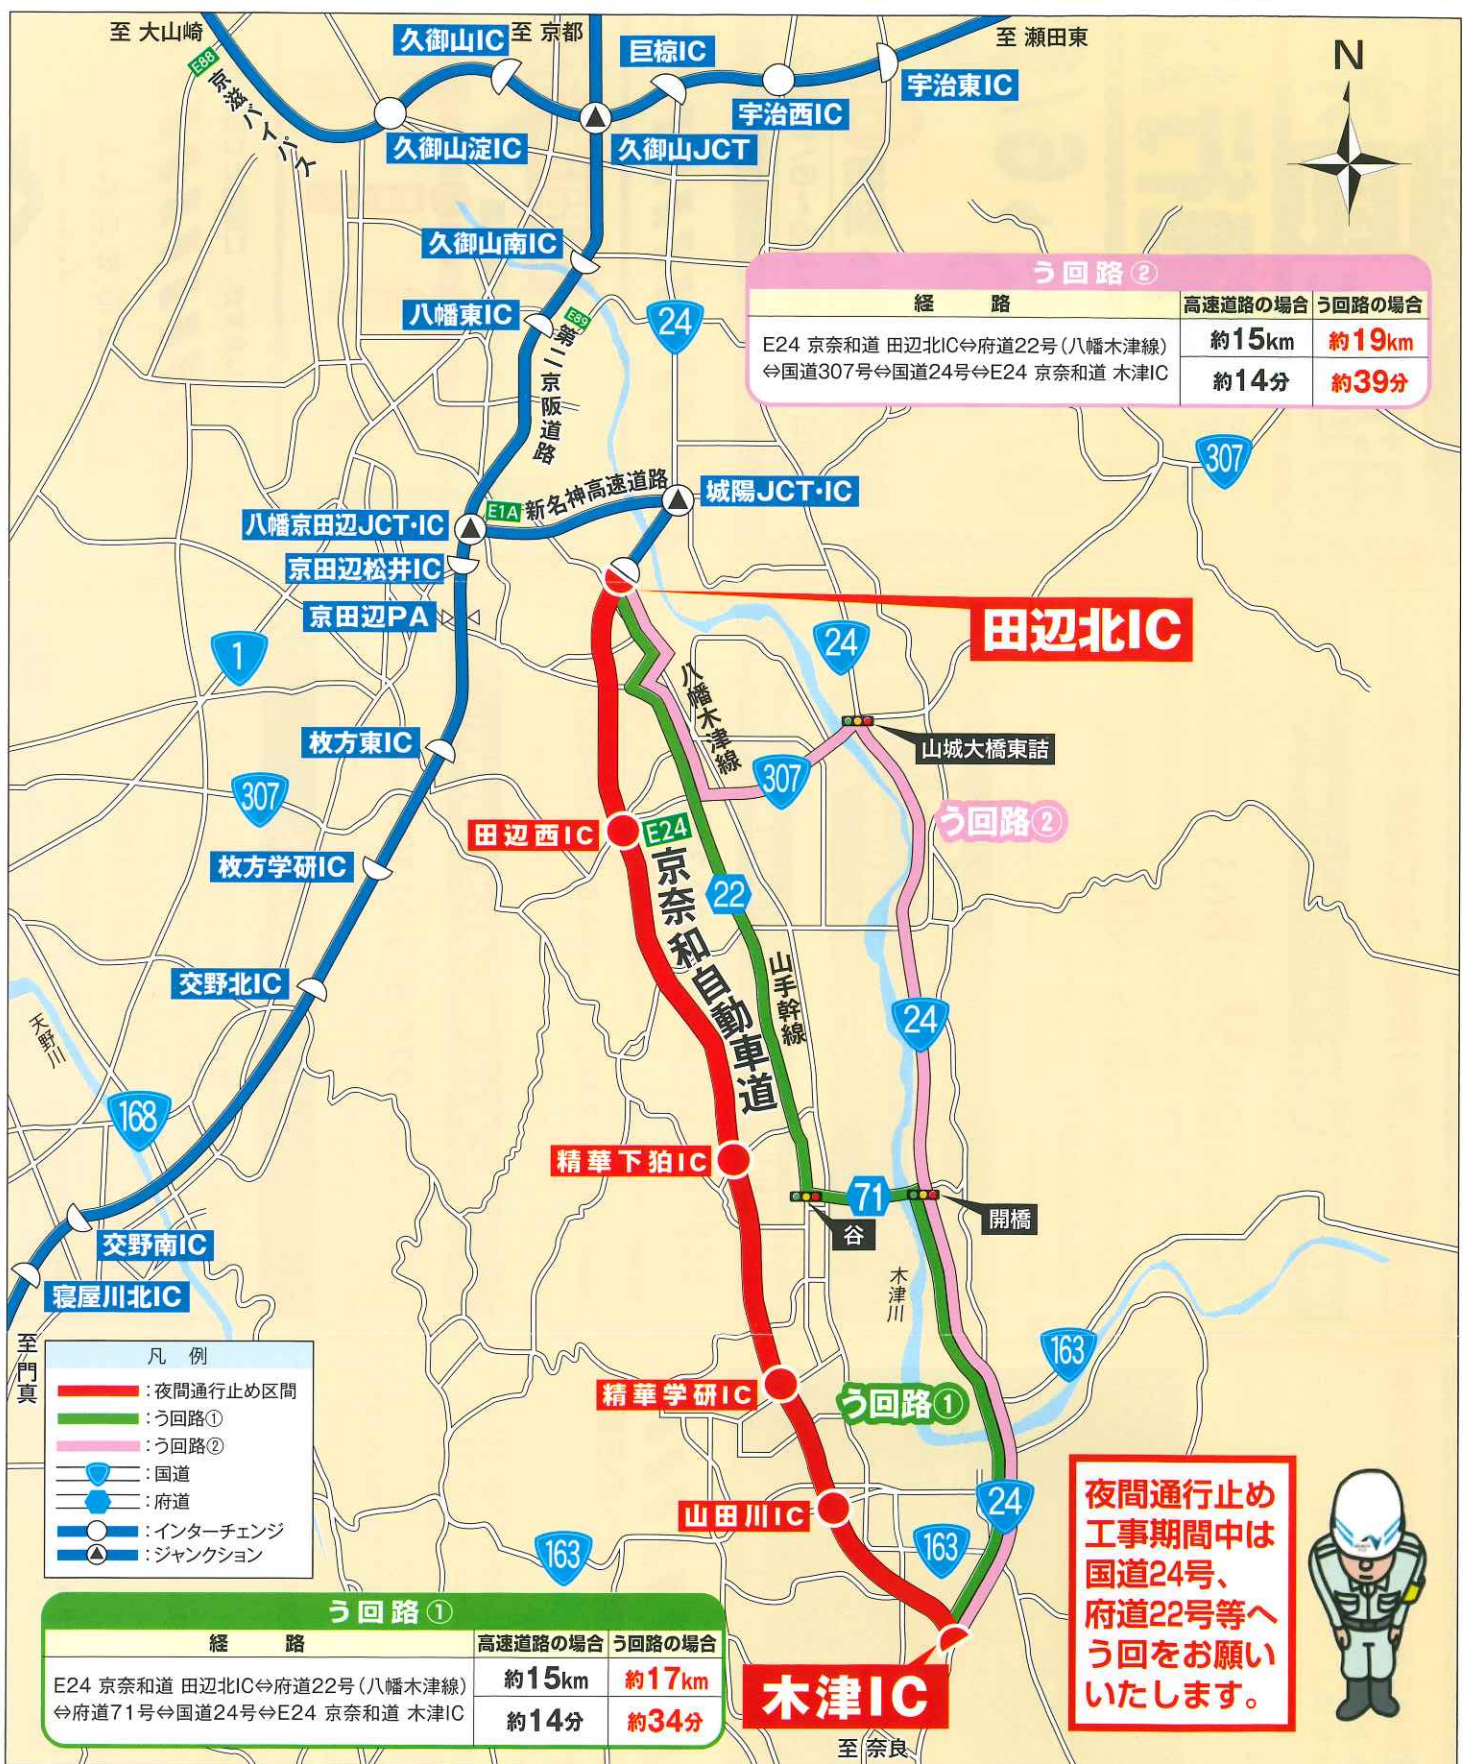 至 大山崎
久御山IC
至 京都
巨椋IC
至 瀬田東
N
E88
京滋バイパス
宇治東IC
宇治西IC
久御山淀IC
久御山JCT
久御山南IC
八幡東IC
E89
第二京阪道路
24
う回路②
経 路
高速道路の場合
う回路の場合
E24 京奈和道 田辺北IC⇔府道22号(八幡木津線)
⇔国道307号⇔国道24号⇔E24 京奈和道 木津IC
約15km
約19km
約14分
約39分
307
城陽JCT・IC
E1A
新名神高速道路
八幡京田辺JCT・IC
京田辺松井IC
京田辺PA
田辺北IC
1
24
八幡木津線
枚方東IC
山城大橋東詰
307
307
う回路②
田辺西IC
E24
京奈和自動車道
枚方学研IC
22
山手幹線
交野北IC
天野川
24
168
精華下狛IC
71
谷
開橋
交野南IC
寝屋川北IC
至門真
木津川
163
凡 例
:夜間通行止め区間
:う回路①
:う回路②
:国道
:府道
:インターチェンジ
:ジャンクション
精華学研IC
う回路①
山田川IC
24
163
163
夜間通行止め
工事期間中は
国道24号、
府道22号等へ
う回をお願い
いたします。
う回路①
経 路
高速道路の場合
う回路の場合
E24 京奈和道 田辺北IC⇔府道22号(八幡木津線)
⇔府道71号⇔国道24号⇔E24 京奈和道 木津IC
約15km
約17km
約14分
約34分
木津IC
至 奈良